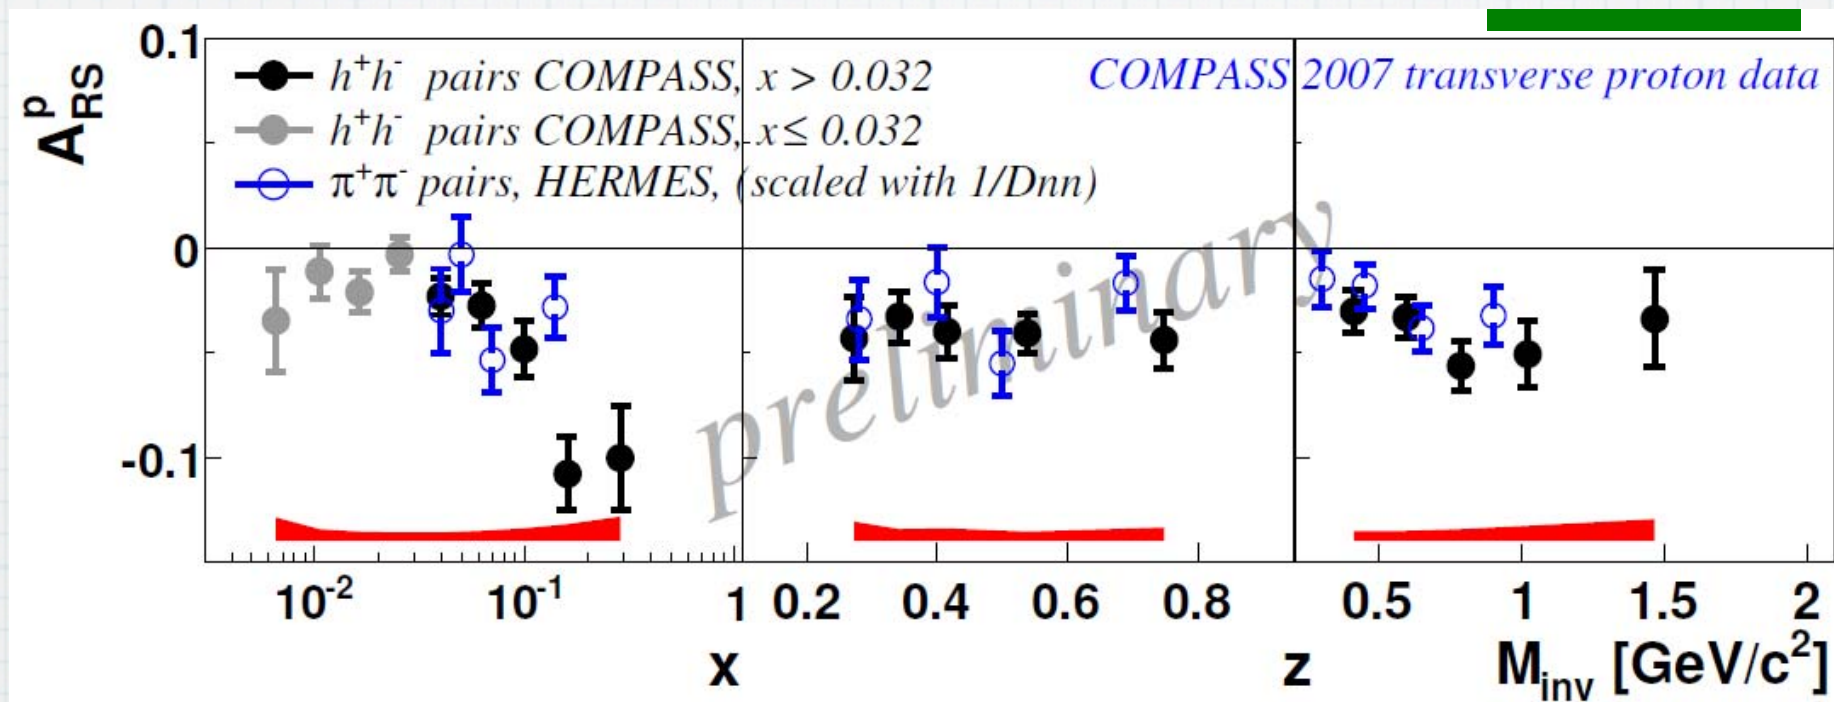 0.1
h⁺h⁻ pairs COMPASS, x > 0.032
COMPASS 2007 transverse proton data
h⁺h⁻ pairs COMPASS, x ≤ 0.032
π⁺π⁻ pairs, HERMES, (scaled with 1/Dnn)
A^p_RS
0
-0.1
preliminary
10⁻² 10⁻¹ 1 0.2 0.4 0.6 0.8 0.5 1 1.5 2
x z M_inv [GeV/c²]